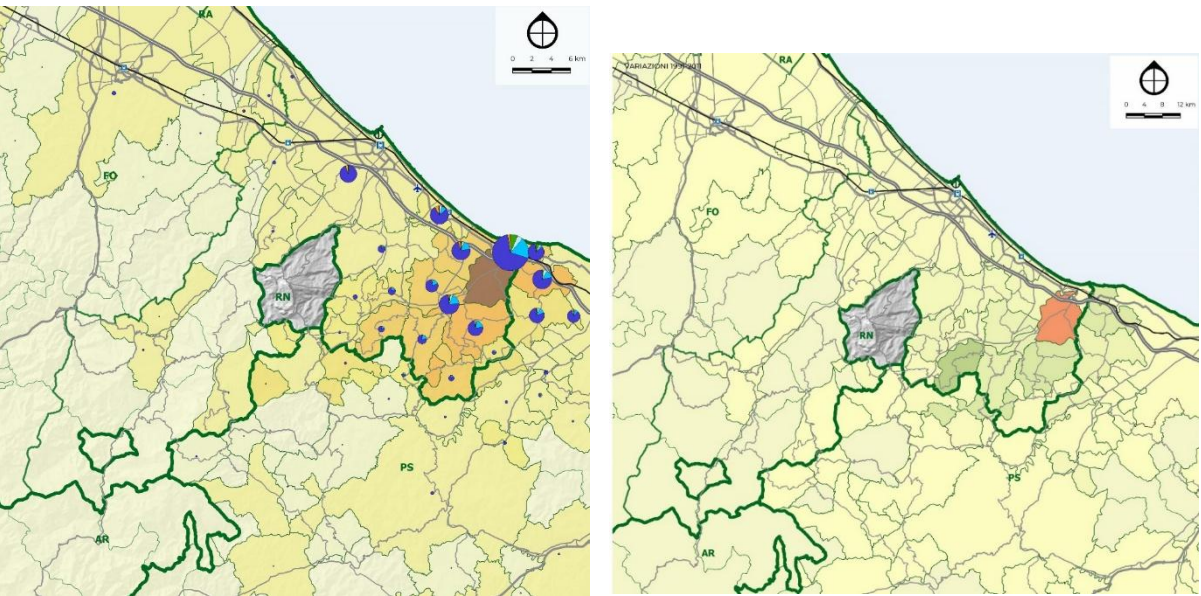 RA
0 2 4 6 km
FO
RN
PS
AR
VARIAZIONI 1991-2011
RA
0 4 8 12 km
FO
RN
PS
AR